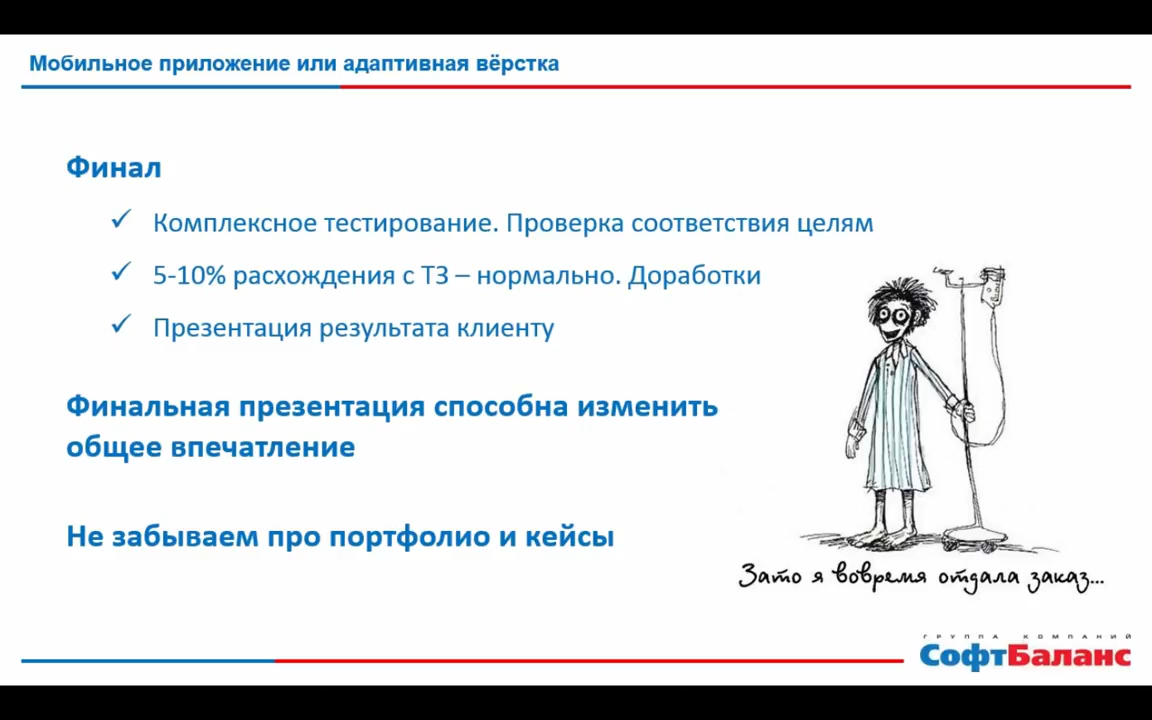 Мобильное приложение или адаптивная вёрстка
Финал
✓ Комплексное тестирование. Проверка соответствия целям
✓ 5-10% расхождения с ТЗ – нормально. Доработки
✓ Презентация результата клиенту
Финальная презентация способна изменить
общее впечатление
Не забываем про портфолио и кейсы
Зато я вовремя отдала заказ...
ГРУППА КОМПАНИЙ
СофтБаланс